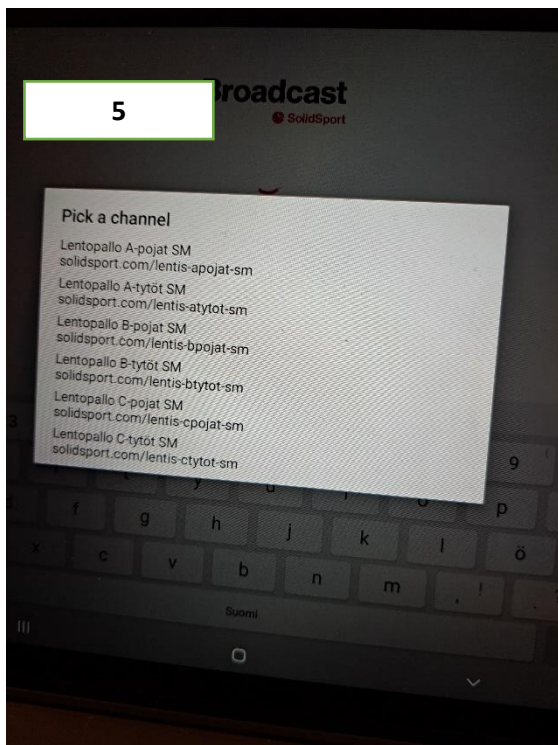 5
Broadcast
SolidSport
Pick a channel
Lentopallo A-pojat SM
solidsport.com/lentis-apojat-sm
Lentopallo A-tytöt SM
solidsport.com/lentis-atytot-sm
Lentopallo B-pojat SM
solidsport.com/lentis-bpojat-sm
Lentopallo B-tytöt SM
solidsport.com/lentis-btytot-sm
Lentopallo C-pojat SM
solidsport.com/lentis-cpojat-sm
Lentopallo C-tytöt SM
solidsport.com/lentis-ctytot-sm
9
t y u o p
f g h j k l ö
x c v b n m , !
Suomi